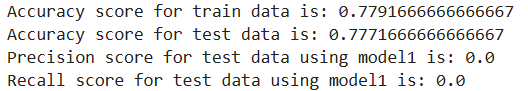 Accuracy score for train data is: 0.7791666666666667
Accuracy score for test data is: 0.7771666666666667
Precision score for test data using model1 is: 0.0
Recall score for test data using model1 is: 0.0